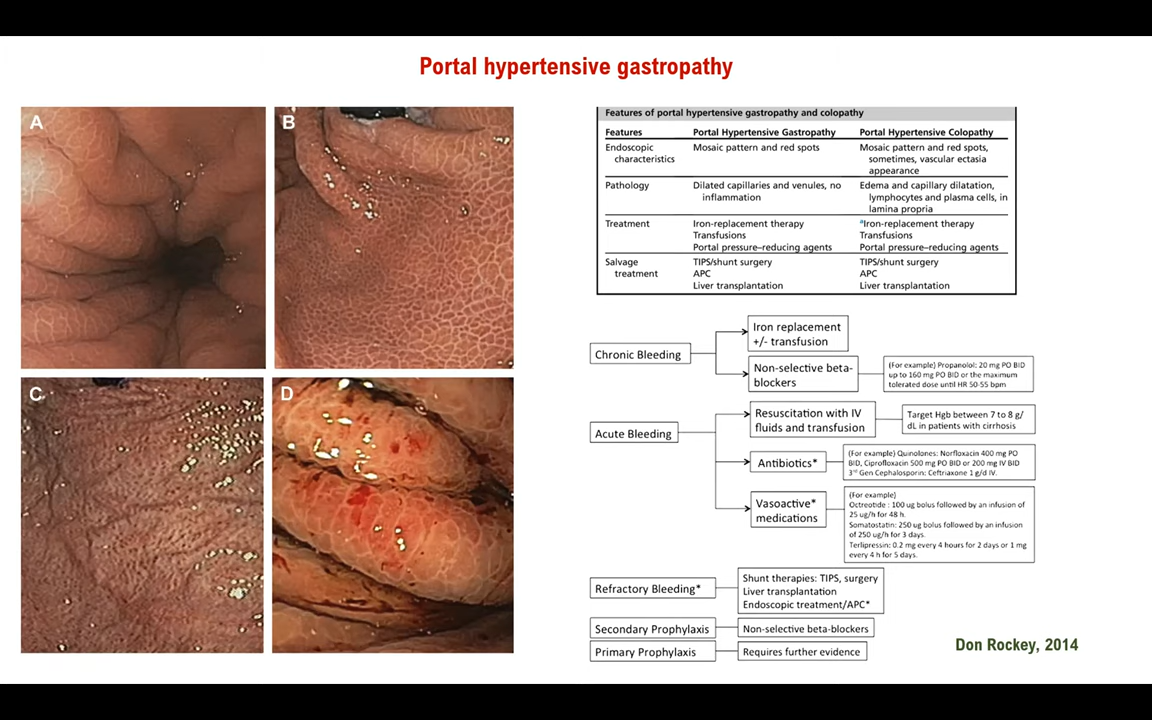 Portal hypertensive gastropathy
A
B
C
D
Features of portal hypertensive gastropathy and colopathy
Features Portal Hypertensive Gastropathy Portal Hypertensive Colopathy
Endoscopic characteristics Mosaic pattern and red spots Mosaic pattern and red spots, sometimes, vascular ectasia appearance
Pathology Dilated capillaries and venules, no inflammation Edema and capillary dilatation, lymphocytes and plasma cells, in lamina propria
Treatment Iron-replacement therapy ᵃIron-replacement therapy
Transfusions Transfusions
Portal pressure–reducing agents Portal pressure–reducing agents
Salvage treatment TIPS/shunt surgery TIPS/shunt surgery
APC APC
Liver transplantation Liver transplantation
Chronic Bleeding
Iron replacement
+/- transfusion
Non-selective beta-
blockers
(For example) Propanolol: 20 mg PO BID
up to 160 mg PO BID or the maximum
tolerated dose until HR 50-55 bpm
Acute Bleeding
Resuscitation with IV
fluids and transfusion
Target Hgb between 7 to 8 g/
dL in patients with cirrhosis
Antibiotics*
(For example) Quinolones: Norfloxacin 400 mg PO
BID, Ciprofloxacin 500 mg PO BID or 200 mg IV BID
3rd Gen Cephalosporin: Ceftriaxone 1 g/d IV.
Vasoactive*
medications
(For example)
Octreotide : 100 ug bolus followed by an infusion of
25 ug/h for 48 h.
Somatostatin: 250 ug bolus followed by an infusion
of 250 ug/h for 3 days.
Terlipressin: 0.2 mg every 4 hours for 2 days or 1 mg
every 4 h for 5 days.
Refractory Bleeding*
Shunt therapies: TIPS, surgery
Liver transplantation
Endoscopic treatment/APC*
Secondary Prophylaxis
Non-selective beta-blockers
Primary Prophylaxis
Requires further evidence
Don Rockey, 2014